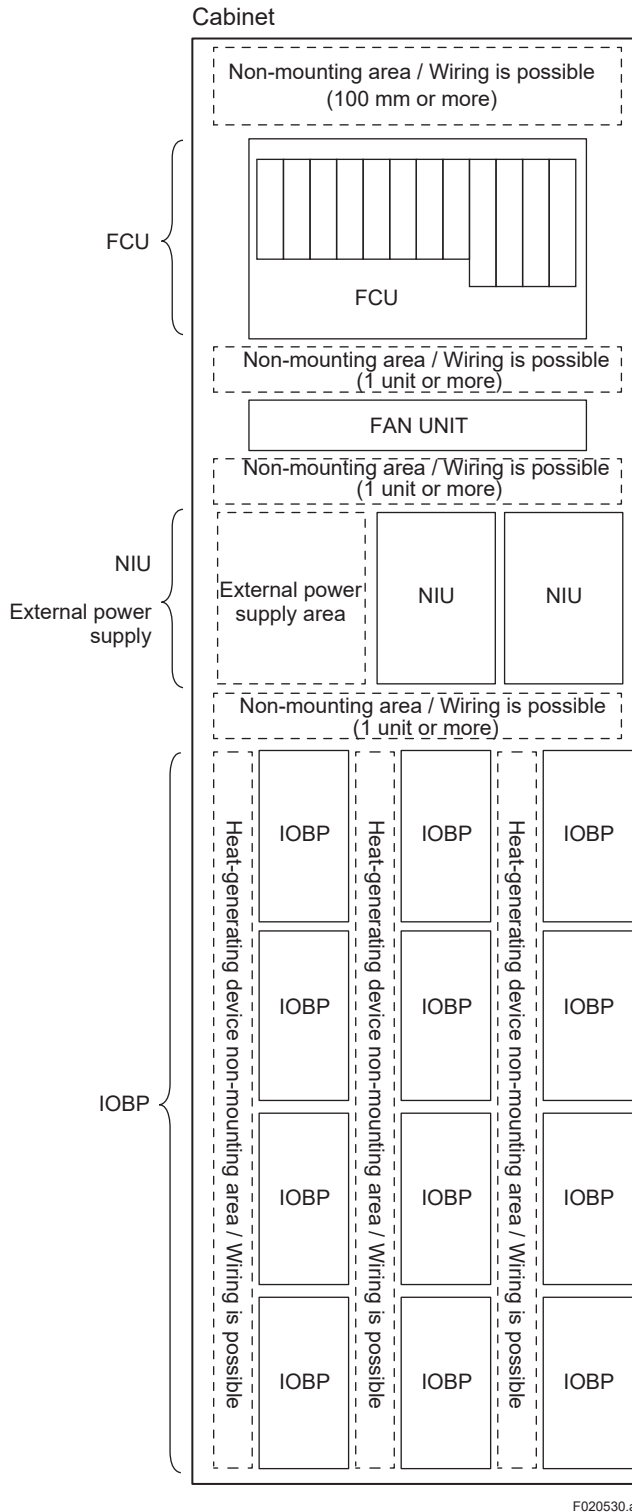 Cabinet
Non-mounting area / Wiring is possible
(100 mm or more)
FCU
FCU
Non-mounting area / Wiring is possible
(1 unit or more)
FAN UNIT
Non-mounting area / Wiring is possible
(1 unit or more)
NIU
External power
supply
External power
supply area
NIU
NIU
Non-mounting area / Wiring is possible
(1 unit or more)
IOBP
Heat-generating device non-mounting area / Wiring is possible
Heat-generating device non-mounting area / Wiring is possible
Heat-generating device non-mounting area / Wiring is possible
IOBP
IOBP
IOBP
IOBP
IOBP
IOBP
IOBP
IOBP
IOBP
IOBP
IOBP
IOBP
F020530.a